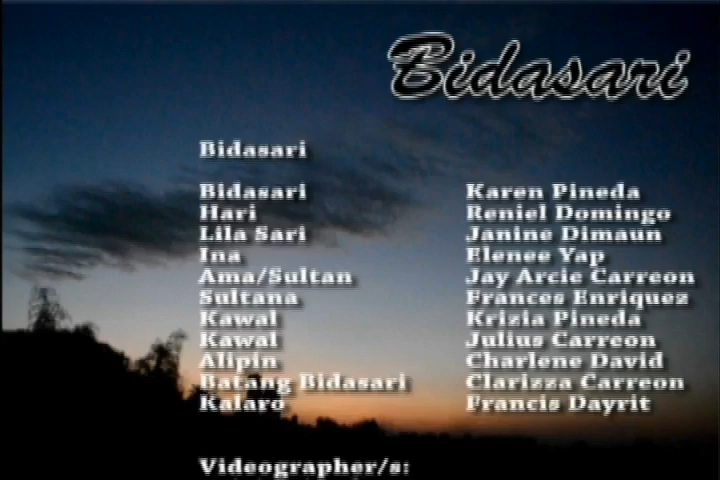 Bidasari
Bidasari
Bidasari Karen Pineda
Hari Reniel Domingo
Lila Sari Janine Dimaun
Ina Elenee Yap
Ama/Sultan Jay Arcie Carreon
Sultana Frances Enriquez
Kawal Krizia Pineda
Kawal Julius Carreon
Alipin Charlene David
Batang Bidasari Clarizza Carreon
Kalaro Francis Dayrit
Videographer/s: